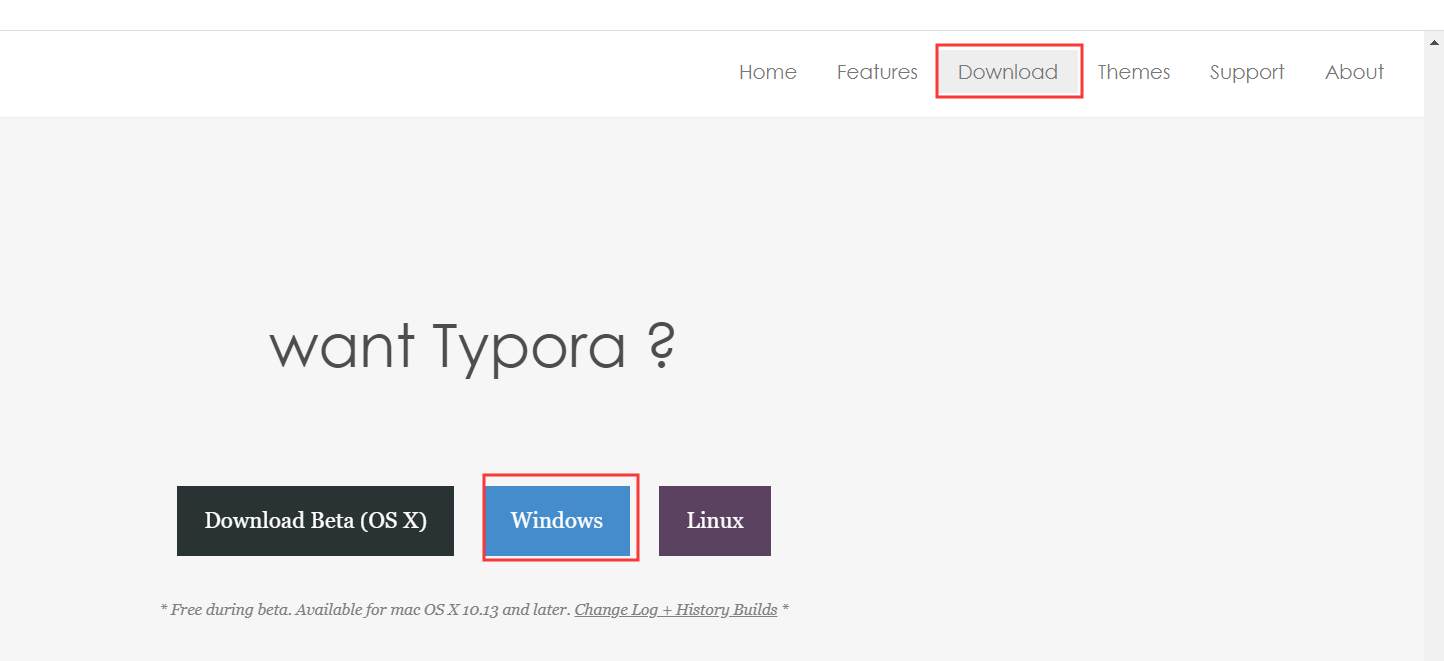 Home Features Download Themes Support About
want Typora ?
Download Beta (OS X) Windows Linux
* Free during beta. Available for mac OS X 10.13 and later. Change Log + History Builds *